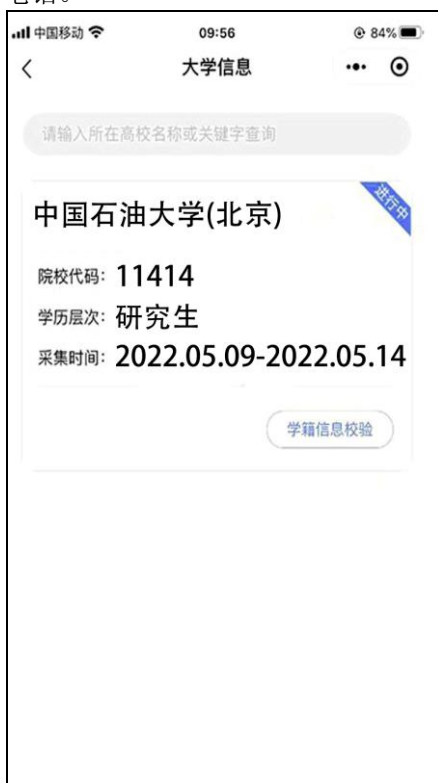 中国移动 09:56 84%
大学信息
请输入所在高校名称或关键字查询
进行中
中国石油大学(北京)
院校代码: 11414
学历层次: 研究生
采集时间: 2022.05.09-2022.05.14
学籍信息校验